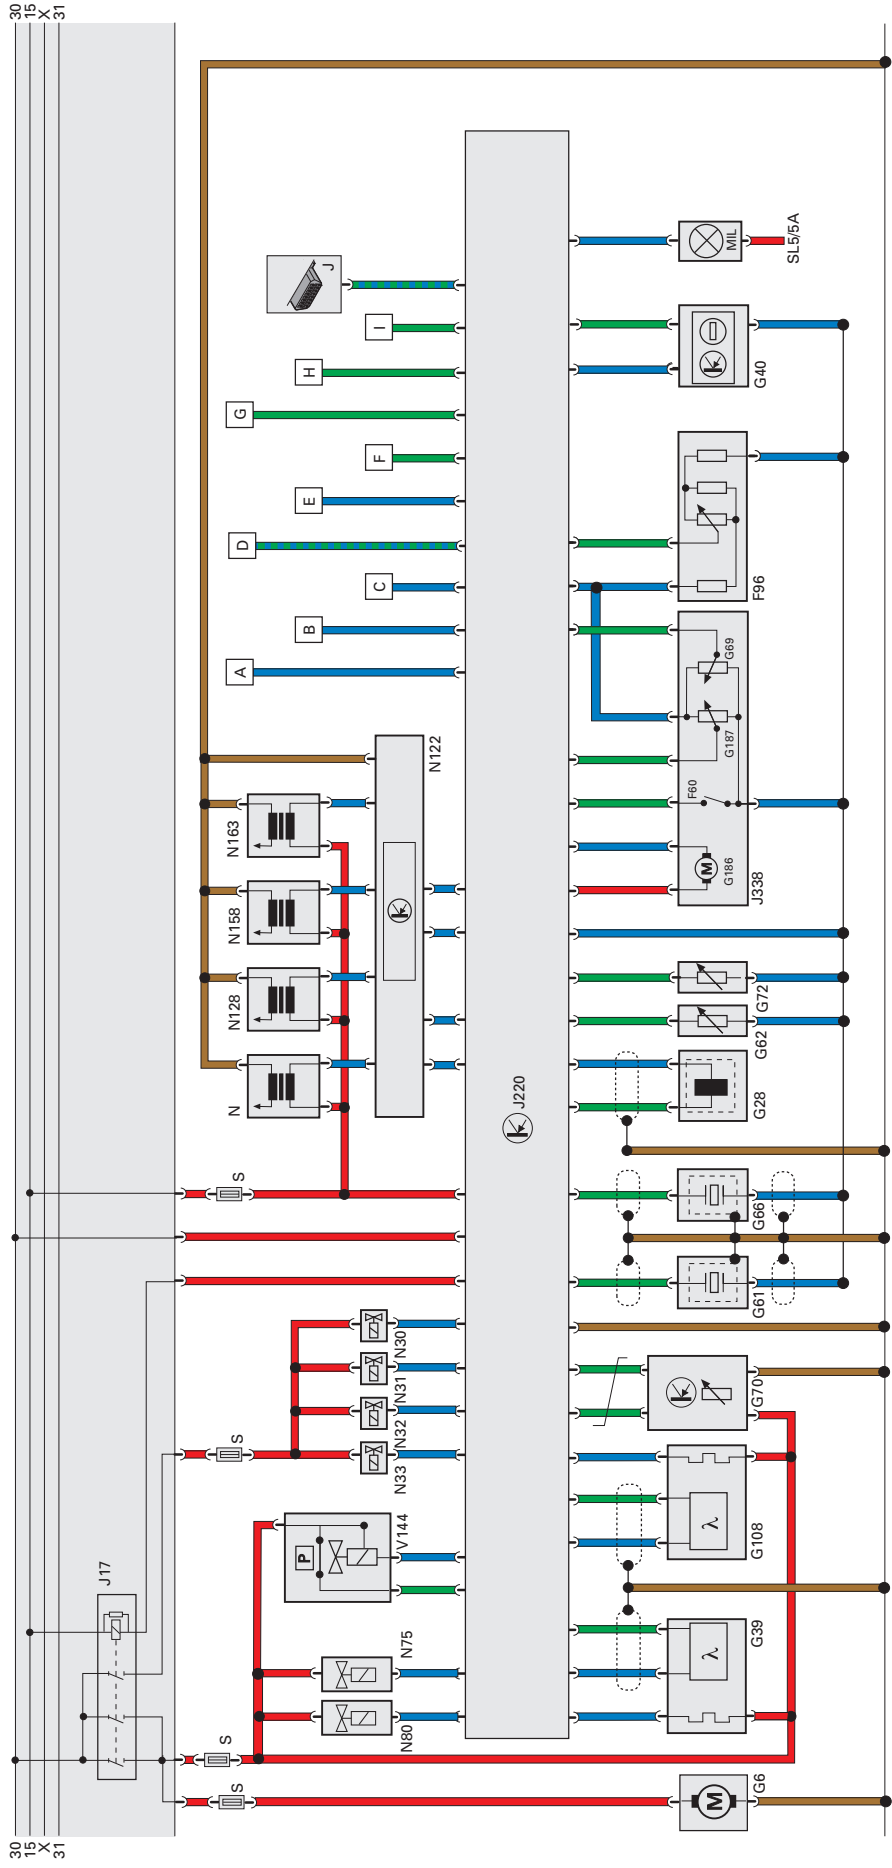 30
15
X
31
J17
S
S
S
S
G6
N80
N75
V144
P
N33
N32
N31
N30
N
N128
N158
N163
N122
A
B
C
D
E
F
G
H
I
J
J220
G39
λ
G108
λ
G70
G61
G66
G28
G62
G72
J338
G186
F60
G187
G69
F96
G40
MIL
SL5/5A
M
M
30
15
X
31